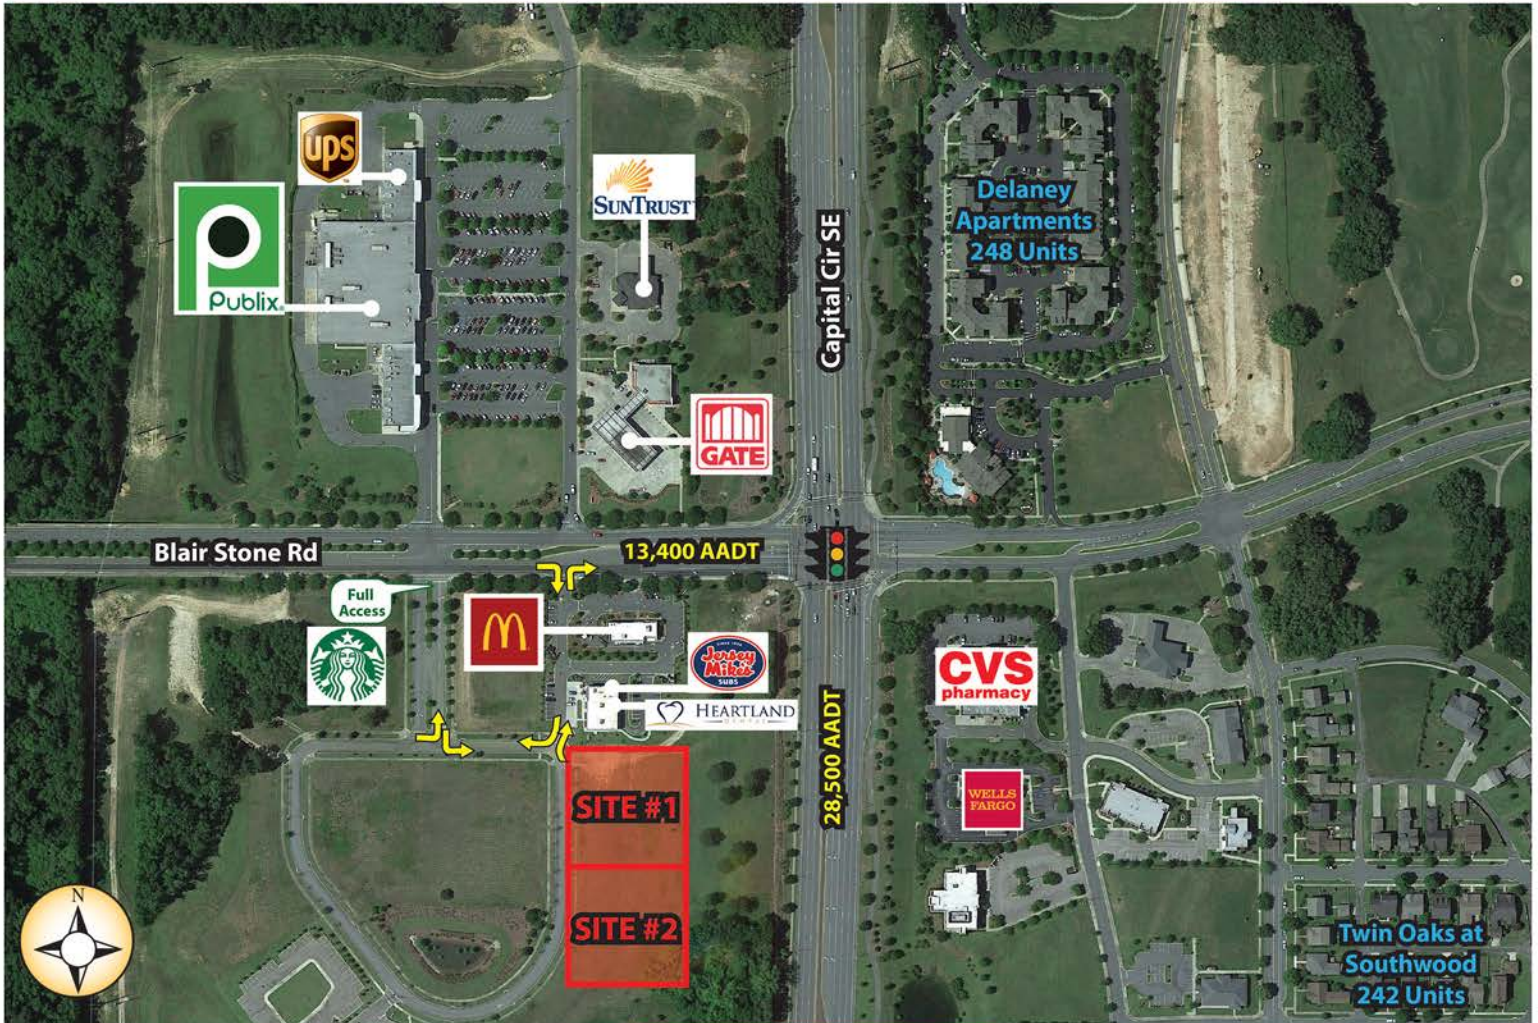 ups
Publix
SUNTRUST
Delaney
Apartments
248 Units
Capital Cir SE
GATE
Blair Stone Rd
13,400 AADT
Full
Access
SINCE 1956
Jersey
Mike's
SUBS
HEARTLAND
DENTAL
CVS
pharmacy
28,500 AADT
WELLS
FARGO
SITE #1
SITE #2
N
Twin Oaks at
Southwood
242 Units